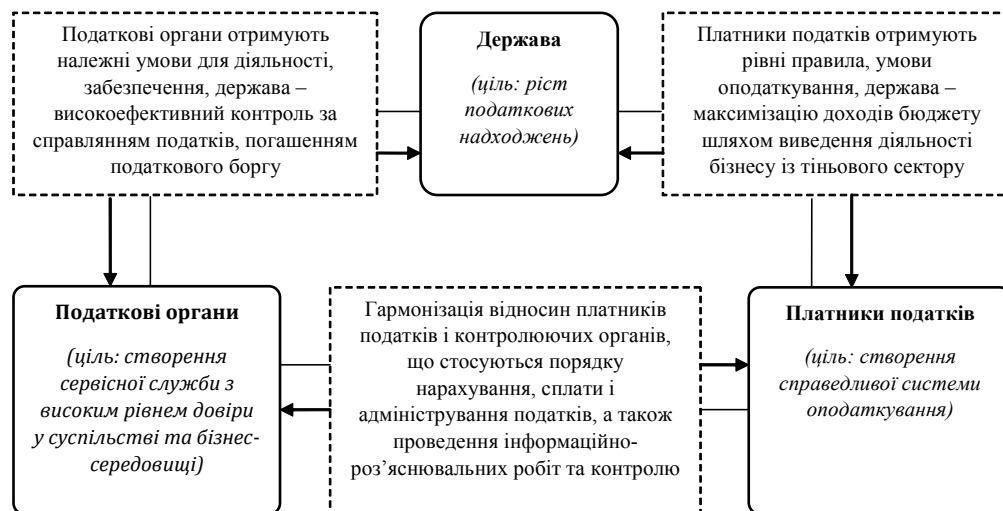 Податкові органи отримують
належні умови для діяльності,
забезпечення, держава –
високоефективний контроль за
справлянням податків, погашенням
податкового боргу
Держава
(ціль: ріст
податкових
надходжень)
Платники податків отримують
рівні правила, умови
оподаткування, держава –
максимізацію доходів бюджету
шляхом виведення діяльності
бізнесу із тіньового сектору
Податкові органи
(ціль: створення
сервісної служби з
високим рівнем довіри
у суспільстві та бізнес-
середовищі)
Гармонізація відносин платників
податків і контролюючих органів,
що стосуються порядку
нарахування, сплати і
адміністрування податків, а також
проведення інформаційно-
роз’яснювальних робіт та контролю
Платники податків
(ціль: створення
справедливої системи
оподаткування)